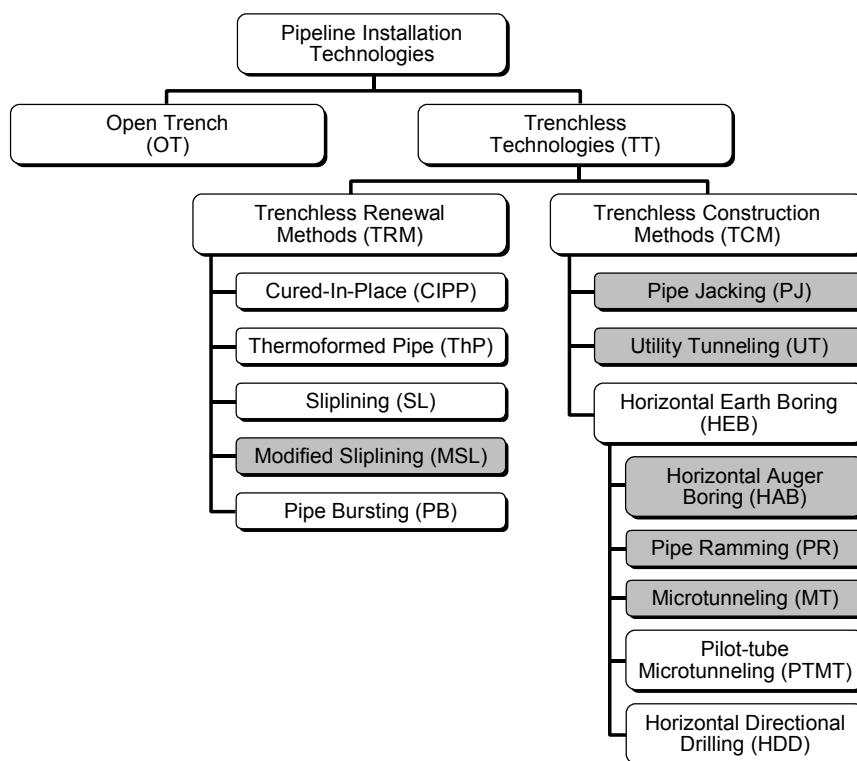 Pipeline Installation
Technologies
Open Trench
(OT)
Trenchless
Technologies (TT)
Trenchless Renewal
Methods (TRM)
Trenchless Construction
Methods (TCM)
Cured-In-Place (CIPP)
Thermoformed Pipe (ThP)
Sliplining (SL)
Modified Sliplining (MSL)
Pipe Bursting (PB)
Pipe Jacking (PJ)
Utility Tunneling (UT)
Horizontal Earth Boring
(HEB)
Horizontal Auger
Boring (HAB)
Pipe Ramming (PR)
Microtunneling (MT)
Pilot-tube
Microtunneling (PTMT)
Horizontal Directional
Drilling (HDD)